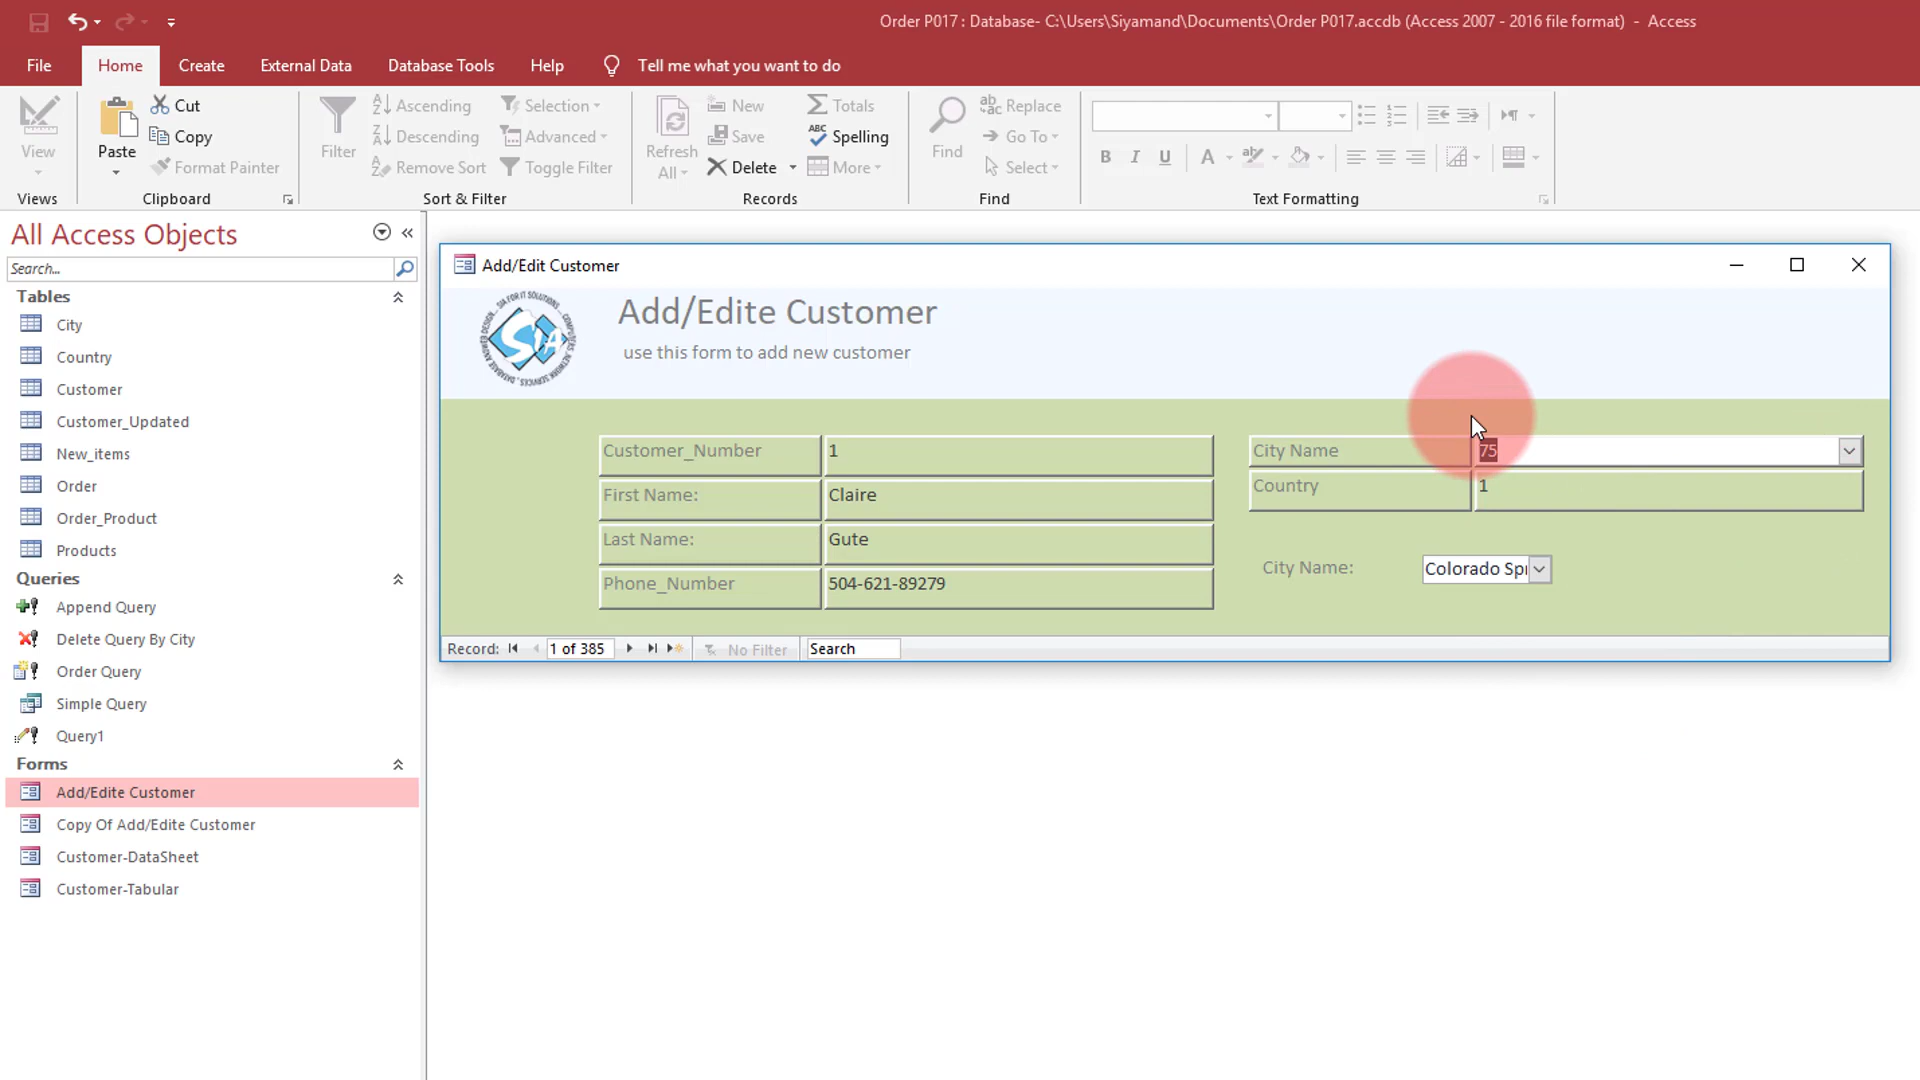 Order P017 : Database- C:\Users\Siyamand\Documents\Order P017.accdb (Access 2007 - 2016 file format) - Access
File Home Create External Data Database Tools Help Tell me what you want to do
View
Views
Paste
Cut
Copy
Format Painter
Clipboard
Filter
Ascending
Descending
Remove Sort
Selection
Advanced
Toggle Filter
Sort & Filter
Refresh
All
New
Save
Delete
Totals
Spelling
More
Records
Find
Replace
Go To
Select
Find
B I U A
Text Formatting
All Access Objects
Search...
Tables
City
Country
Customer
Customer_Updated
New_items
Order
Order_Product
Products
Queries
Append Query
Delete Query By City
Order Query
Simple Query
Query1
Forms
Add/Edite Customer
Copy Of Add/Edite Customer
Customer-DataSheet
Customer-Tabular
Add/Edit Customer
SIA
Add/Edite Customer
use this form to add new customer
Customer_Number 1
First Name: Claire
Last Name: Gute
Phone_Number 504-621-89279
City Name 75
Country 1
City Name: Colorado Spr
Record: 1 of 385 No Filter Search